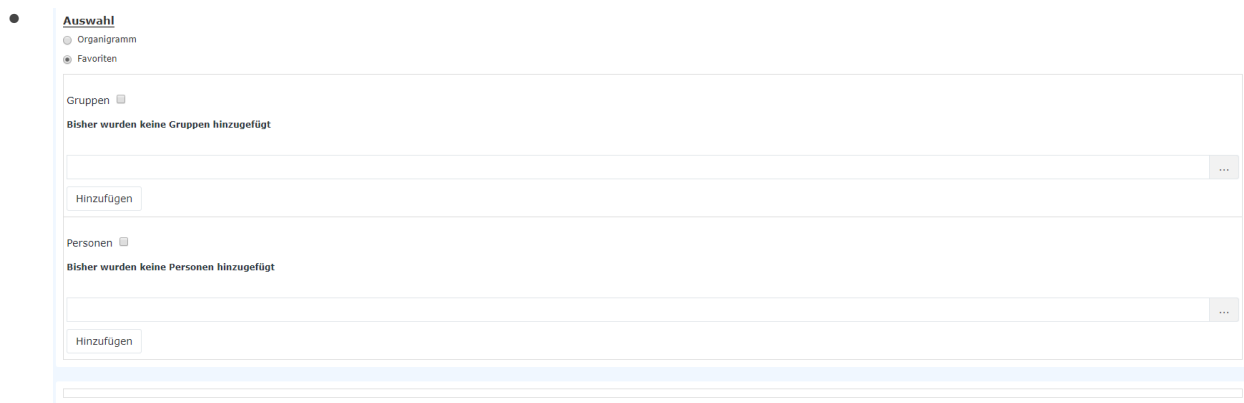 Auswahl
Organigramm
Favoriten
Gruppen
Bisher wurden keine Gruppen hinzugefügt
...
Hinzufügen
Personen
Bisher wurden keine Personen hinzugefügt
...
Hinzufügen